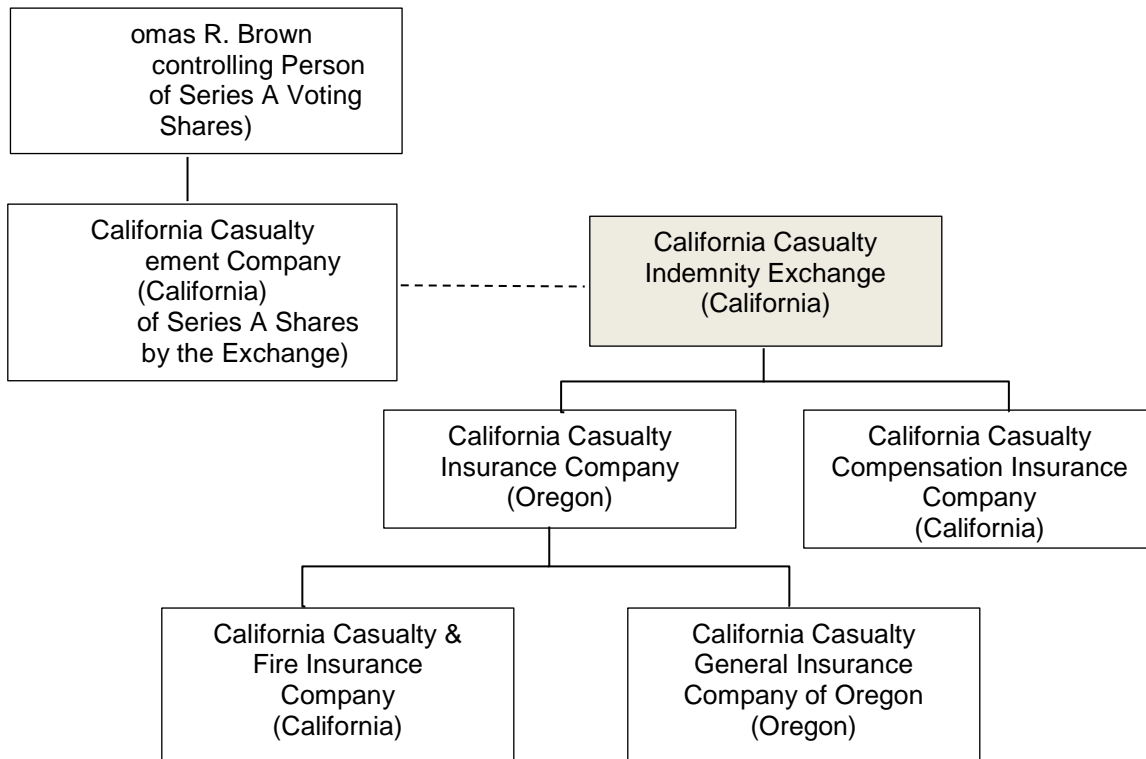 omas R. Brown
controlling Person
of Series A Voting
Shares)
California Casualty
ement Company
(California)
of Series A Shares
by the Exchange)
California Casualty
Indemnity Exchange
(California)
California Casualty
Insurance Company
(Oregon)
California Casualty
Compensation Insurance
Company
(California)
California Casualty &
Fire Insurance
Company
(California)
California Casualty
General Insurance
Company of Oregon
(Oregon)